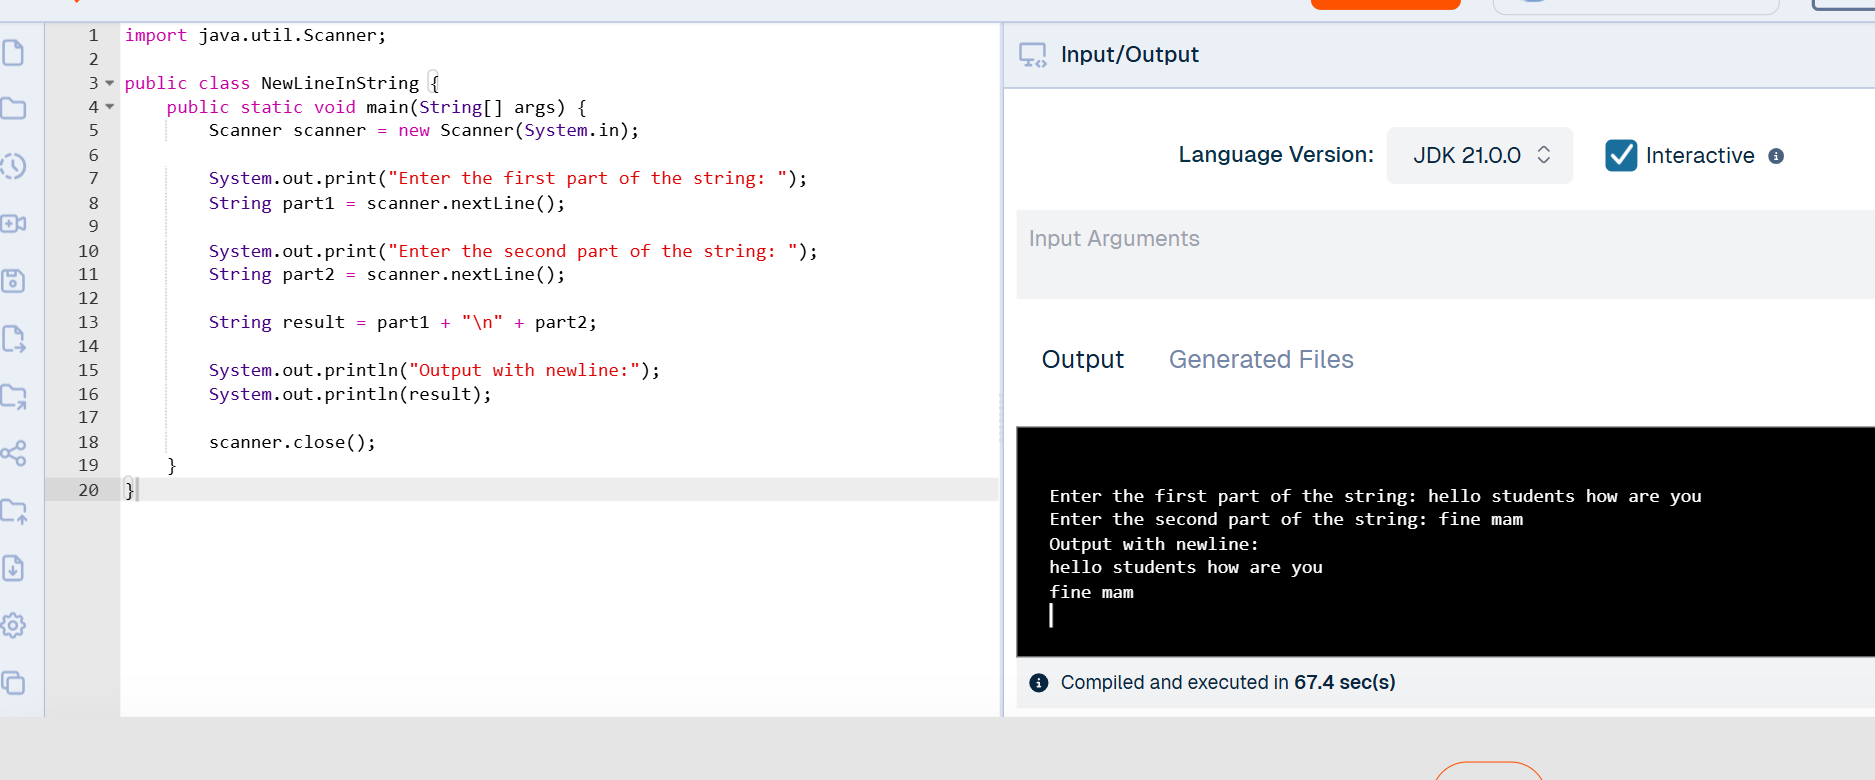 1 import java.util.Scanner;
2
3 public class NewLineInString {
4     public static void main(String[] args) {
5         Scanner scanner = new Scanner(System.in);
6
7         System.out.print("Enter the first part of the string: ");
8         String part1 = scanner.nextLine();
9
10         System.out.print("Enter the second part of the string: ");
11         String part2 = scanner.nextLine();
12
13         String result = part1 + "\n" + part2;
14
15         System.out.println("Output with newline:");
16         System.out.println(result);
17
18         scanner.close();
19     }
20 }
Input/Output
Language Version: JDK 21.0.0 Interactive
Input Arguments
Output Generated Files
Enter the first part of the string: hello students how are you
Enter the second part of the string: fine mam
Output with newline:
hello students how are you
fine mam
Compiled and executed in 67.4 sec(s)